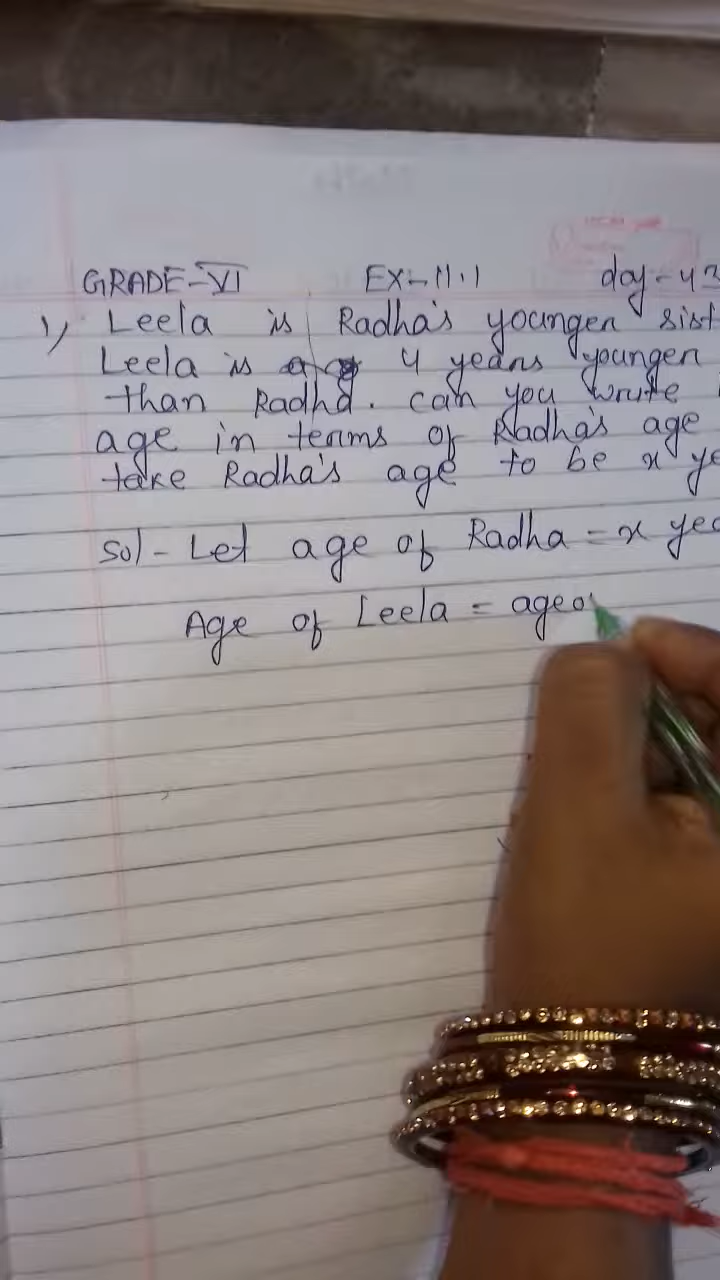 GRADE-VI EX-11.1 day-43
1) Leela is Radha's younger sist
Leela is 4 years younger
than Radha. can you write
age in terms of Radha's age
take Radha's age to be x ye
Sol- Let age of Radha = x yea
Age of Leela = age o